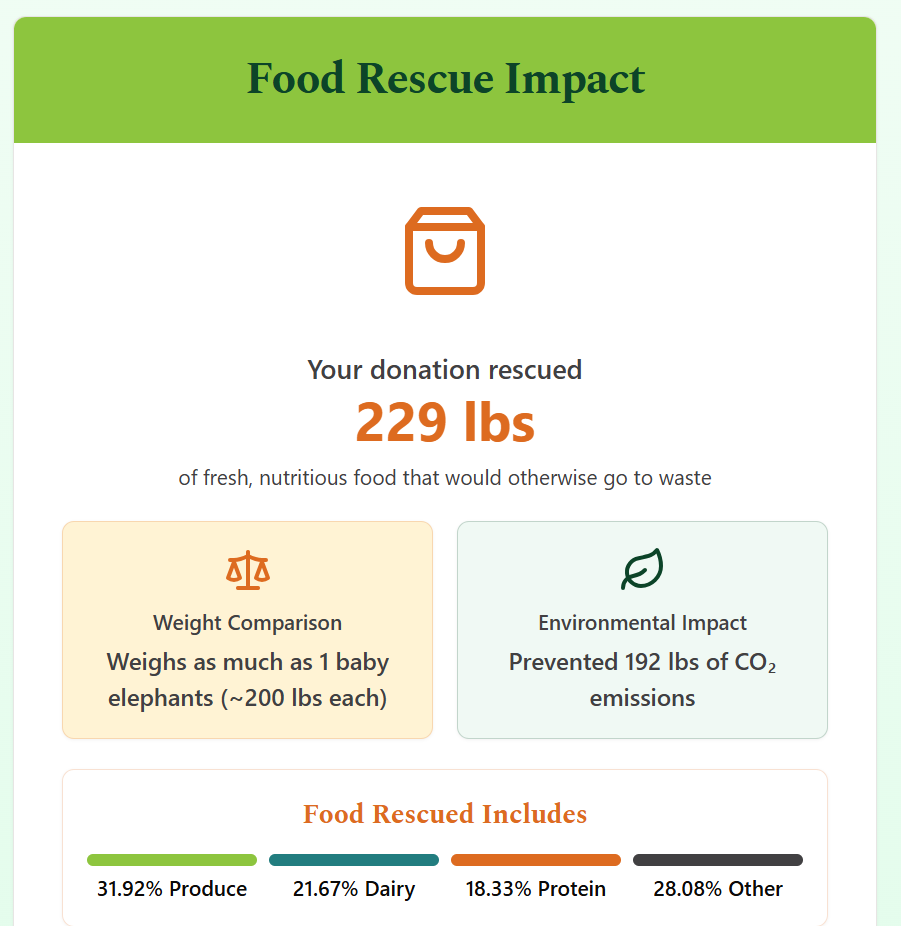 Food Rescue Impact
Your donation rescued
229 lbs
of fresh, nutritious food that would otherwise go to waste
Weight Comparison
Weighs as much as 1 baby
elephants (~200 lbs each)
Environmental Impact
Prevented 192 lbs of CO₂
emissions
Food Rescued Includes
31.92% Produce
21.67% Dairy
18.33% Protein
28.08% Other